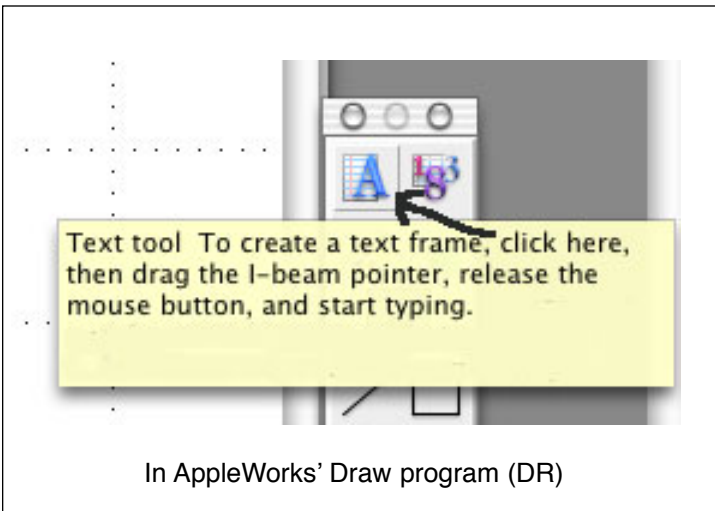 A 183
Text tool  To create a text frame, click here,
then drag the I-beam pointer, release the
mouse button, and start typing.
In AppleWorks’ Draw program (DR)